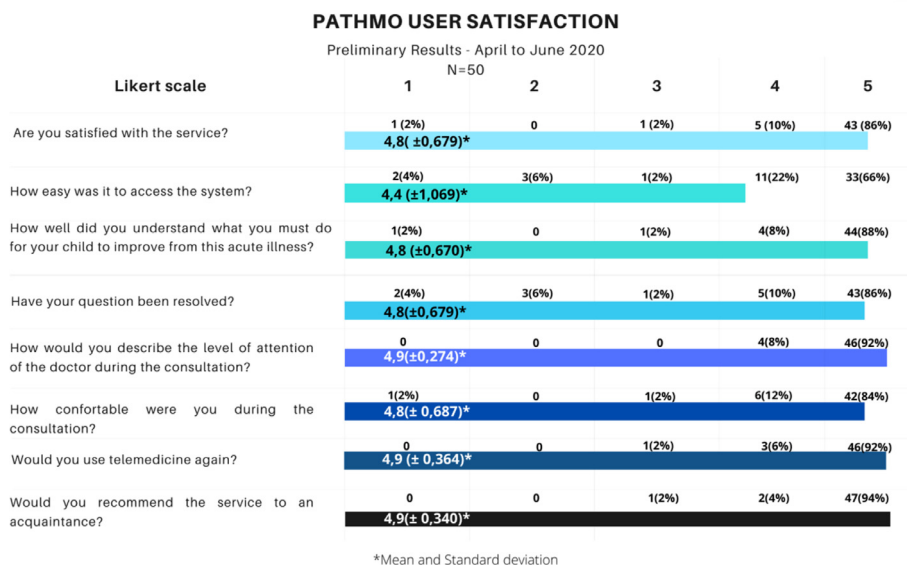 PATHMO USER SATISFACTION
Preliminary Results - April to June 2020
N=50
Likert scale 1 2 3 4 5
Are you satisfied with the service? 1 (2%) 0 1 (2%) 5 (10%) 43 (86%)
4,8( ±0,679)*
How easy was it to access the system? 2(4%) 3(6%) 1(2%) 11(22%) 33(66%)
4,4 (±1,069)*
How well did you understand what you must do 1(2%) 0 1(2%) 4(8%) 44(88%)
for your child to improve from this acute illness? 4,8 (±0,670)*
Have your question been resolved? 2(4%) 3(6%) 1(2%) 5(10%) 43(86%)
4,8(±0,679)*
How would you describe the level of attention 0 0 0 4(8%) 46(92%)
of the doctor during the consultation? 4,9(±0,274)*
How confortable were you during the 1(2%) 0 1(2%) 6(12%) 42(84%)
consultation? 4,8(± 0,687)*
Would you use telemedicine again? 0 0 1(2%) 3(6%) 46(92%)
4,9 (± 0,364)*
Would you recommend the service to an 0 0 1(2%) 2(4%) 47(94%)
acquaintance? 4,9(± 0,340)*
*Mean and Standard deviation